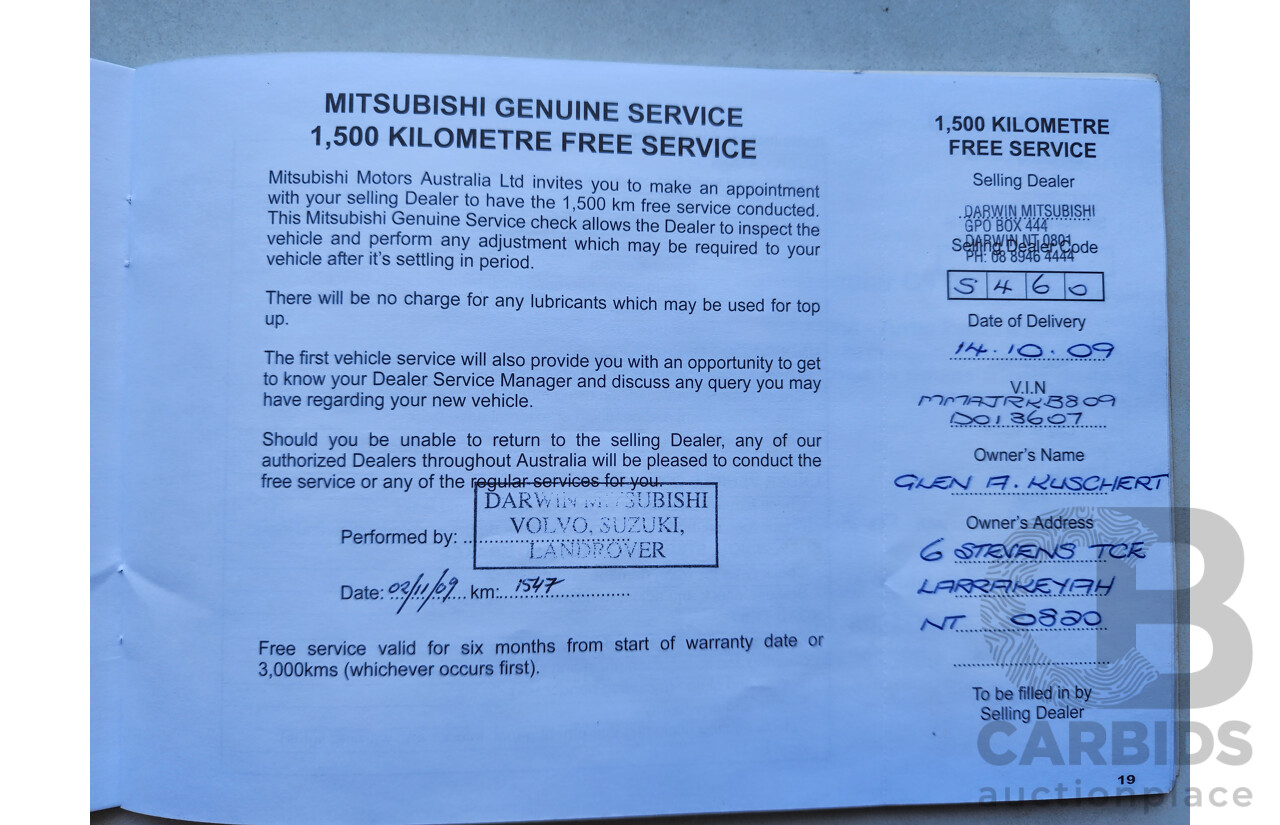 MITSUBISHI GENUINE SERVICE
1,500 KILOMETRE FREE SERVICE
Mitsubishi Motors Australia Ltd invites you to make an appointment
with your selling Dealer to have the 1,500 km free service conducted.
This Mitsubishi Genuine Service check allows the Dealer to inspect the
vehicle and perform any adjustment which may be required to your
vehicle after it's settling in period.
There will be no charge for any lubricants which may be used for top
up.
The first vehicle service will also provide you with an opportunity to get
to know your Dealer Service Manager and discuss any query you may
have regarding your new vehicle.
Should you be unable to return to the selling Dealer, any of our
authorized Dealers throughout Australia will be pleased to conduct the
free service or any of the regular services for you.
DARWIN MITSUBISHI
VOLVO, SUZUKI,
LANDROVER
Performed by:
Date: 02/11/09 km: 1547
Free service valid for six months from start of warranty date or
3,000kms (whichever occurs first).
1,500 KILOMETRE
FREE SERVICE
Selling Dealer
DARWIN MITSUBISHI
GPO BOX 444
DARWIN NT 0801
PH: 08 8946 4444
Selling Dealer Code
S460
Date of Delivery
14.10.09
V.I.N
MMAJRKB809
D013607
Owner's Name
GLEN A. KUSCHERT
Owner's Address
6 STEVENS TCE
LARRAKEYAH
NT 0820
To be filled in by
Selling Dealer
19
CARBIDS
auctionplace